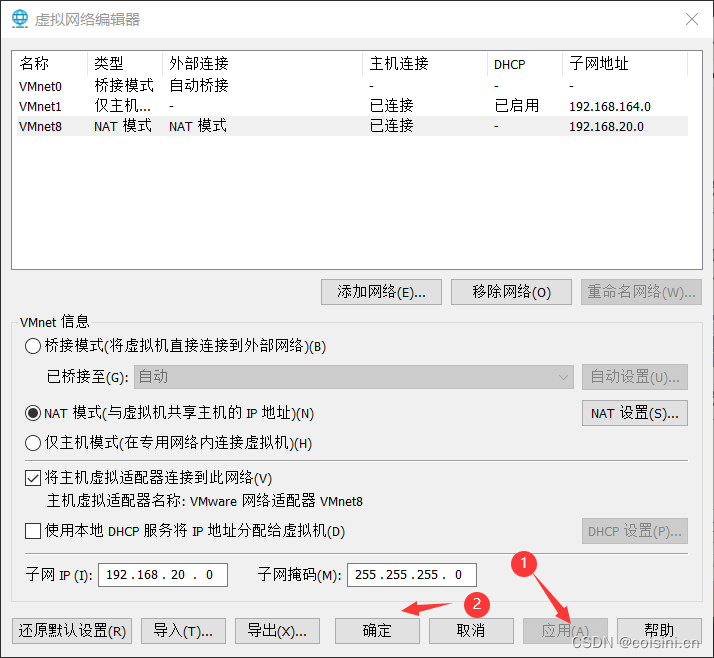 虚拟网络编辑器
名称 类型 外部连接 主机连接 DHCP 子网地址
VMnet0 桥接模式 自动桥接 - - -
VMnet1 仅主机... - 已连接 已启用 192.168.164.0
VMnet8 NAT 模式 NAT 模式 已连接 - 192.168.20.0
添加网络(E)... 移除网络(O) 重命名网络(W)...
VMnet 信息
桥接模式(将虚拟机直接连接到外部网络)(B)
已桥接至(G): 自动 自动设置(U)...
NAT 模式(与虚拟机共享主机的 IP 地址)(N) NAT 设置(S)...
仅主机模式(在专用网络内连接虚拟机)(H)
将主机虚拟适配器连接到此网络(V)
主机虚拟适配器名称: VMware 网络适配器 VMnet8
使用本地 DHCP 服务将 IP 地址分配给虚拟机(D) DHCP 设置(P)...
子网 IP (I): 192.168.20.0 子网掩码(M): 255.255.255.0
1
2
还原默认设置(R) 导入(T)... 导出(X)... 确定 取消 应用(A) 帮助
CSDN @coisini.cn